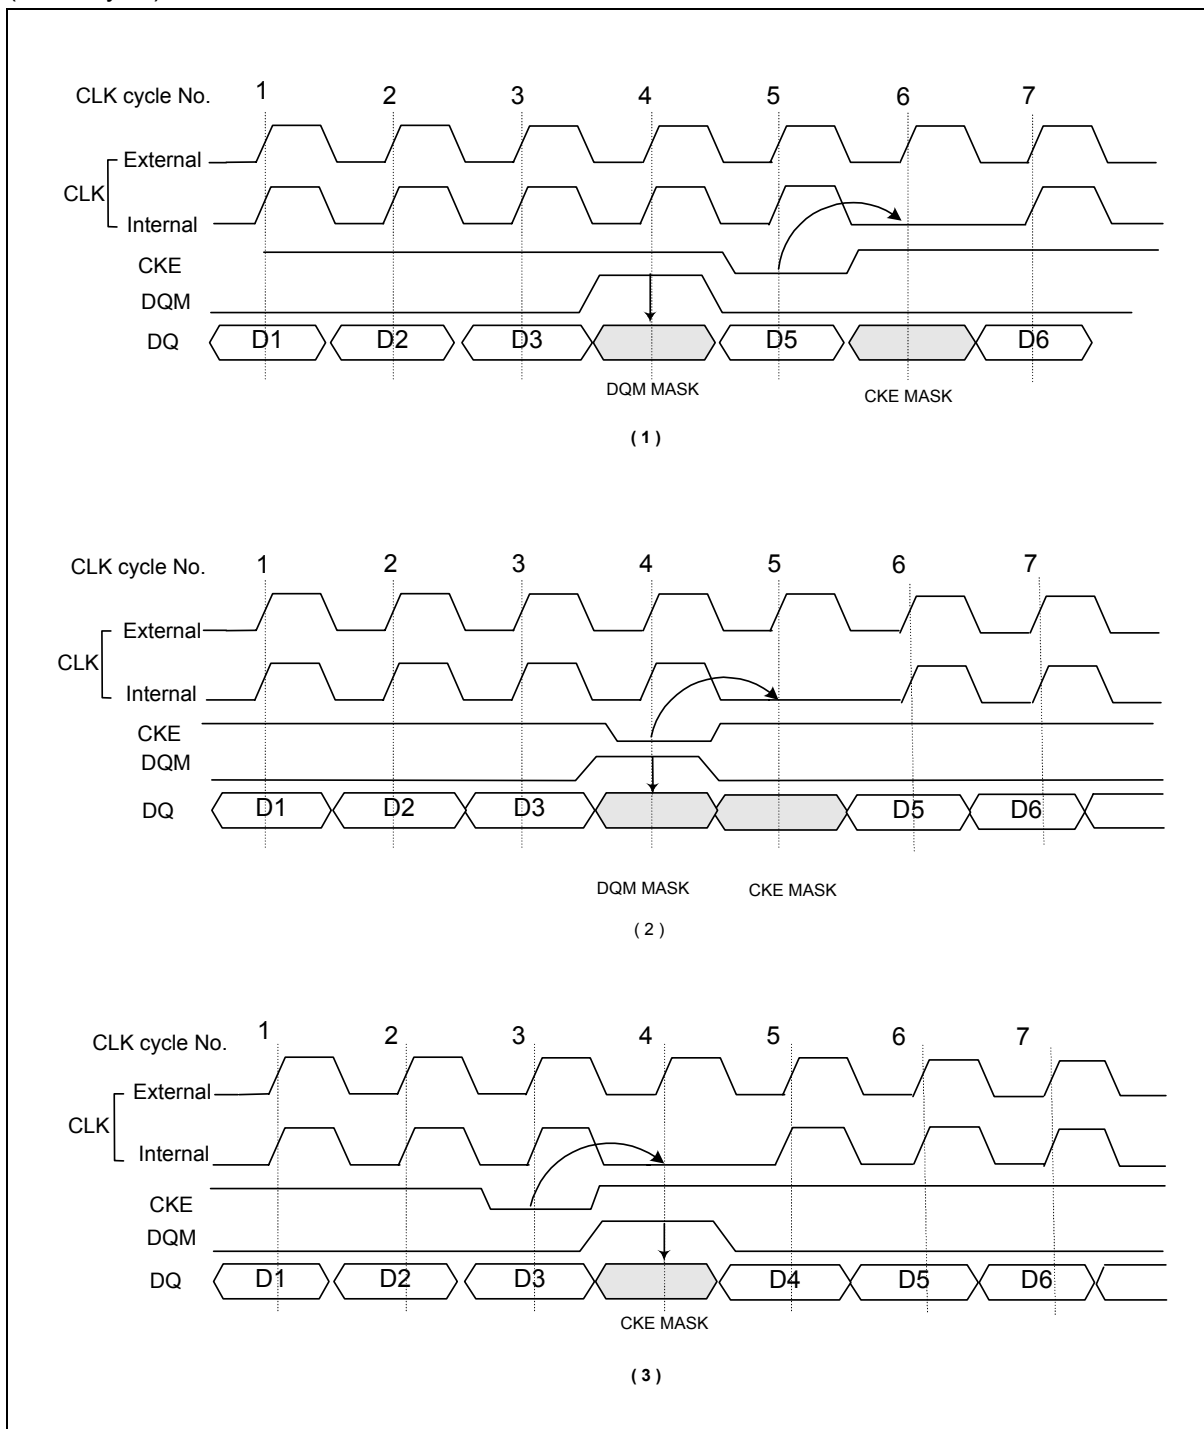 CLK cycle No. 1 2 3 4 5 6 7
External
CLK
Internal
CKE
DQM
DQ D1 D2 D3 D5 D6
DQM MASK CKE MASK
( 1 )
CLK cycle No. 1 2 3 4 5 6 7
External
CLK
Internal
CKE
DQM
DQ D1 D2 D3 D5 D6
DQM MASK CKE MASK
( 2 )
CLK cycle No. 1 2 3 4 5 6 7
External
CLK
Internal
CKE
DQM
DQ D1 D2 D3 D4 D5 D6
CKE MASK
( 3 )